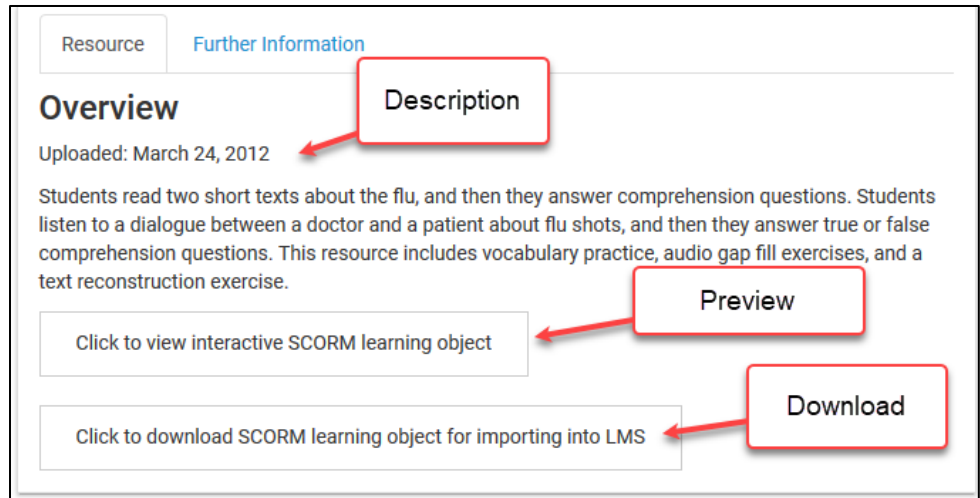 Resource Further Information
Description
Overview
Uploaded: March 24, 2012
Students read two short texts about the flu, and then they answer comprehension questions. Students
listen to a dialogue between a doctor and a patient about flu shots, and then they answer true or false
comprehension questions. This resource includes vocabulary practice, audio gap fill exercises, and a
text reconstruction exercise.
Preview
Click to view interactive SCORM learning object
Download
Click to download SCORM learning object for importing into LMS